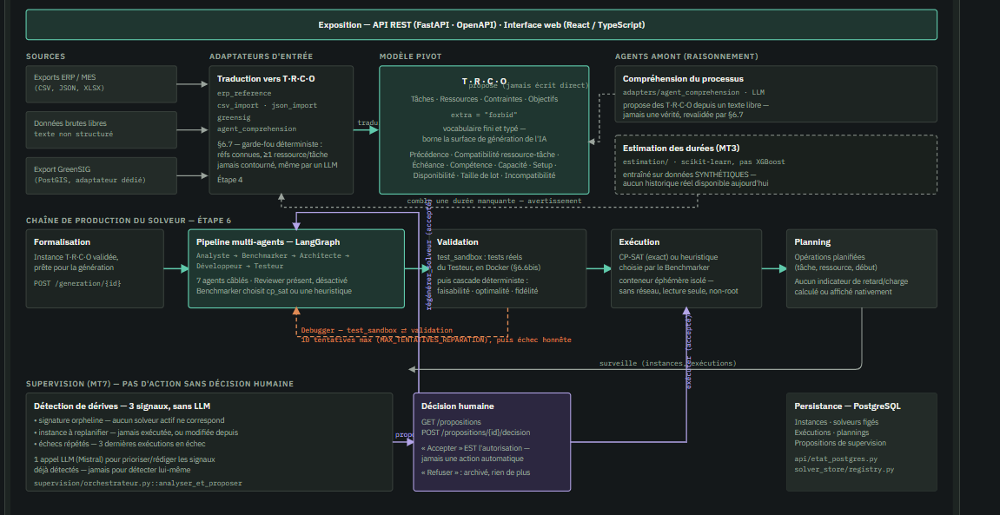 Exposition — API REST (FastAPI · OpenAPI) · Interface web (React / TypeScript)
SOURCES
Exports ERP / MES
(CSV, JSON, XLSX)
Données brutes libres
texte non structuré
Export GreenSIG
(PostGIS, adaptateur dédié)
ADAPTATEURS D'ENTRÉE
Traduction vers T·R·C·O
erp_reference
csv_import · json_import
greensig
agent_comprehension
§6.7 — garde-fou déterministe :
réfs connues, ≥1 ressource/tâche
jamais contourné, même par un LLM
Étape 4
tradu
MODÈLE PIVOT
T·R·C·O
propose (jamais écrit direct)
Tâches · Ressources · Contraintes · Objectifs
extra = "forbid"
vocabulaire fini et typé —
borne la surface de génération de l'IA
Précédence · Compatibilité ressource-tâche ·
Échéance · Compétence · Capacité · Setup ·
Disponibilité · Taille de lot · Incompatibilité
AGENTS AMONT (RAISONNEMENT)
Compréhension du processus
adapters/agent_comprehension · LLM
propose des T·R·C·O depuis un texte libre —
jamais une vérité, revalidée par §6.7
Estimation des durées (MT3)
estimation/ · scikit-learn, pas XGBoost
entraîné sur données SYNTHÉTIQUES —
aucun historique réel disponible aujourd'hui
comble une durée manquante — avertissement
CHAÎNE DE PRODUCTION DU SOLVEUR — ÉTAPE 6
Formalisation
Instance T·R·C·O validée,
prête pour la génération
POST /generation/{id}
Pipeline multi-agents — LangGraph
Analyste → Benchmarker → Architecte →
Développeur → Testeur
7 agents câblés · Reviewer présent, désactivé
Benchmarker choisit cp_sat ou une heuristique
régénérer_solveur (accepté)
Validation
test_sandbox : tests réels
du Testeur, en Docker (§6.6bis)
puis cascade déterministe :
faisabilité · optimalité · fidélité
Exécution
CP-SAT (exact) ou heuristique
choisie par le Benchmarker
conteneur éphémère isolé —
sans réseau, lecture seule, non-root
Planning
Opérations planifiées
(tâche, ressource, début)
Aucun indicateur de retard/charge
calculé ou affiché nativement
Debugger — test_sandbox ⇄ validation
10 tentatives max (MAX_TENTATIVES_REPARATION), puis échec honnête
exécuter (accepté)
surveille (instances, exécutions)
SUPERVISION (MT7) — PAS D'ACTION SANS DÉCISION HUMAINE
Détection de dérives — 3 signaux, sans LLM
• signature orpheline — aucun solveur actif ne correspond
• instance à replanifier — jamais exécutée, ou modifiée depuis
• échecs répétés — 3 dernières exécutions en échec
1 appel LLM (Mistral) pour prioriser/rédiger les signaux
déjà détectés — jamais pour détecter lui-même
supervision/orchestrateur.py::analyser_et_proposer
propo
Décision humaine
GET /propositions
POST /propositions/{id}/decision
« Accepter » EST l'autorisation —
jamais une action automatique
« Refuser » : archivé, rien de plus
Persistance — PostgreSQL
Instances · solveurs figés
Exécutions · plannings
Propositions de supervision
api/etat_postgres.py
solver_store/registry.py